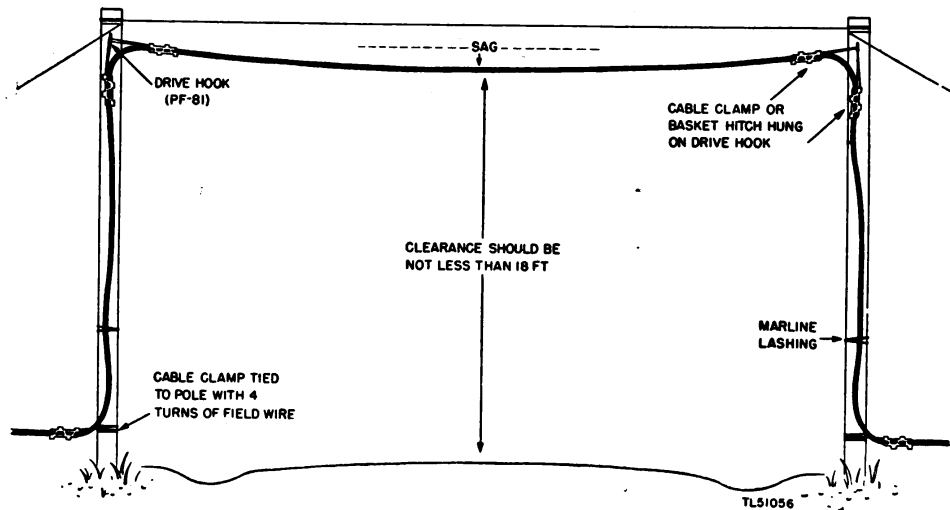 SAG
DRIVE HOOK
(PF-81)
CABLE CLAMP OR
BASKET HITCH HUNG
ON DRIVE HOOK
CLEARANCE SHOULD BE
NOT LESS THAN 18 FT
MARLINE
LASHING
CABLE CLAMP TIED
TO POLE WITH 4
TURNS OF FIELD WIRE
TL51056